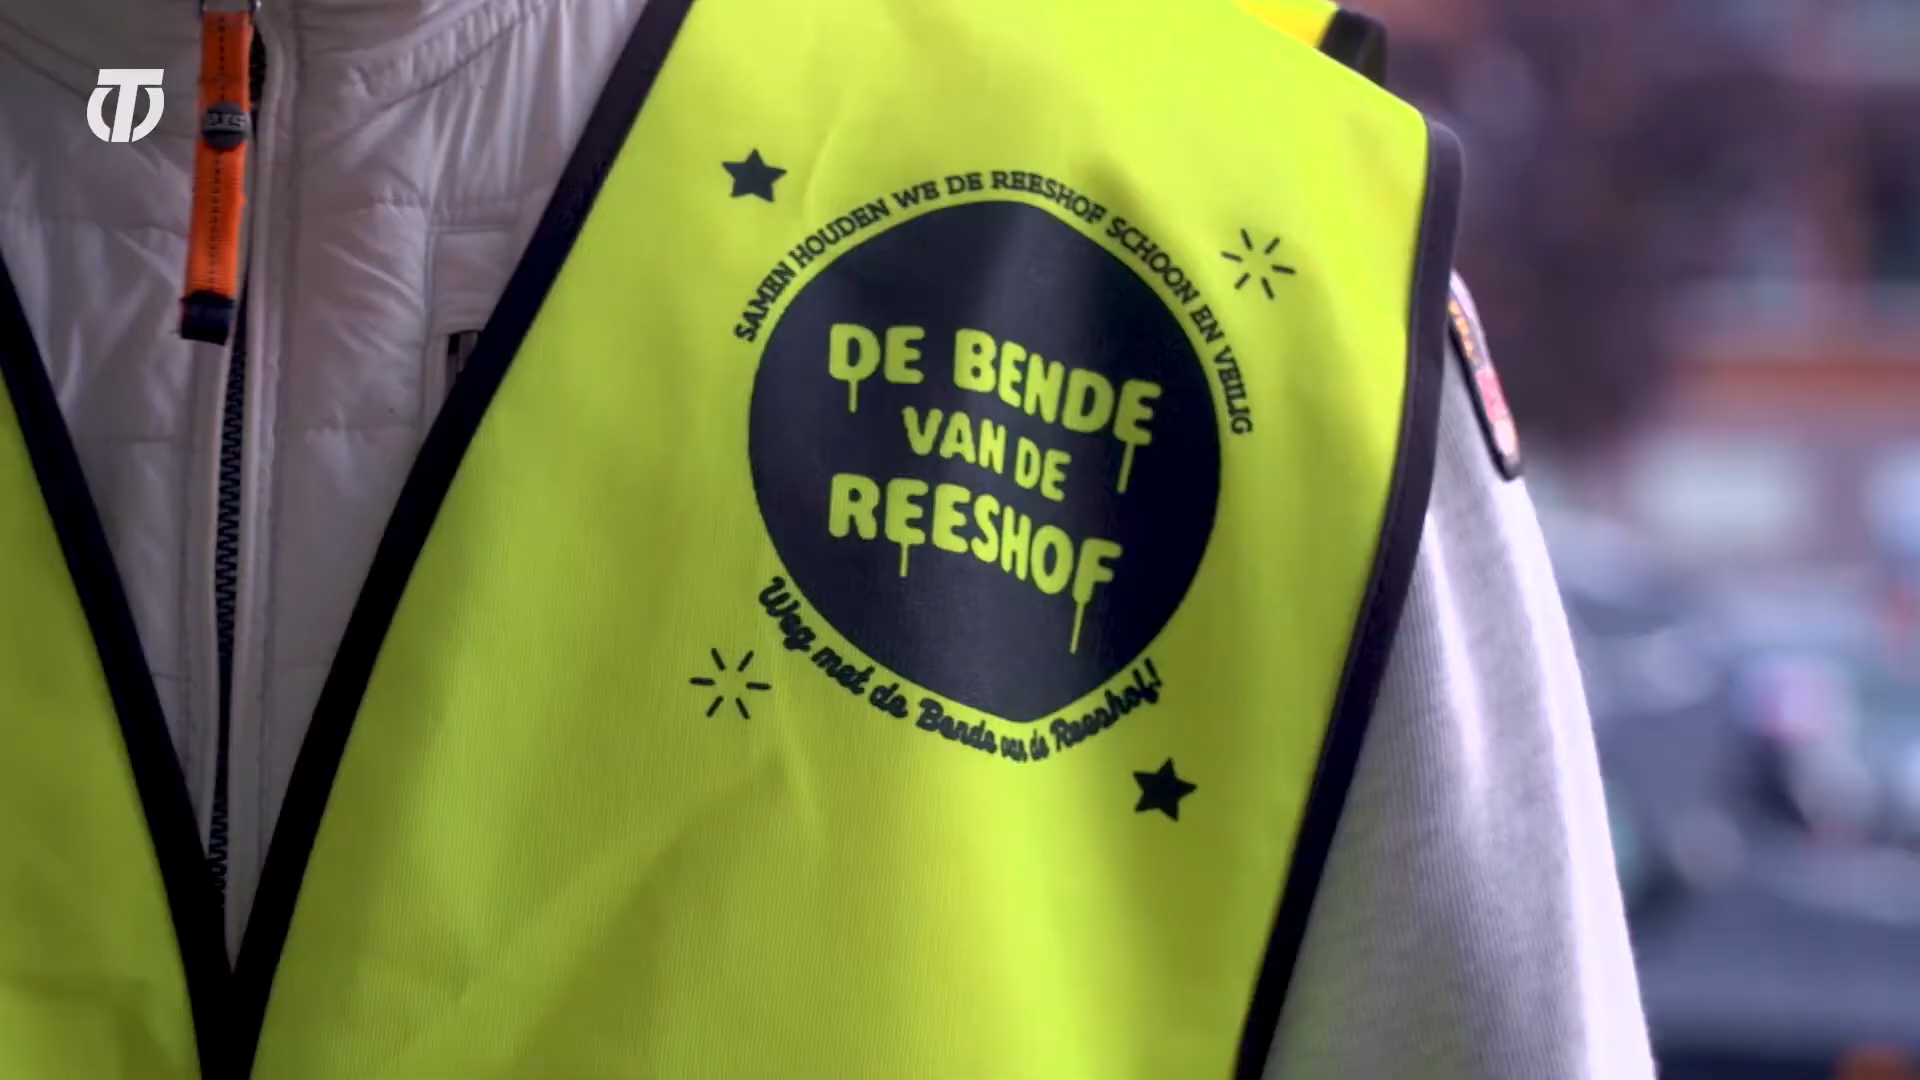 SAMEN HOUDEN WE DE REESHOF SCHOON EN VEILIG
DE BENDE
VAN DE
REESHOF
Weg met de Bende van de Reeshof!